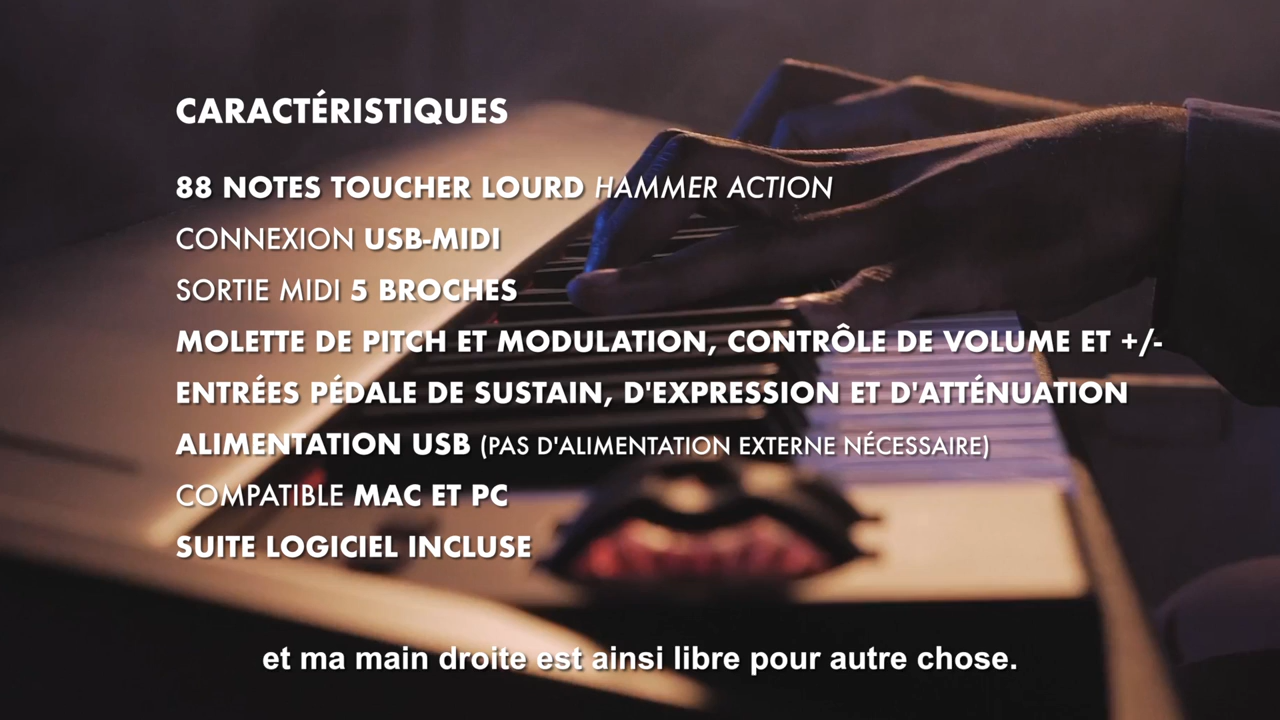 CARACTÉRISTIQUES
88 NOTES TOUCHER LOURD HAMMER ACTION
CONNEXION USB-MIDI
SORTIE MIDI 5 BROCHES
MOLETTE DE PITCH ET MODULATION, CONTRÔLE DE VOLUME ET +/-
ENTRÉES PÉDALE DE SUSTAIN, D'EXPRESSION ET D'ATTÉNUATION
ALIMENTATION USB (PAS D'ALIMENTATION EXTERNE NÉCESSAIRE)
COMPATIBLE MAC ET PC
SUITE LOGICIEL INCLUSE
et ma main droite est ainsi libre pour autre chose.